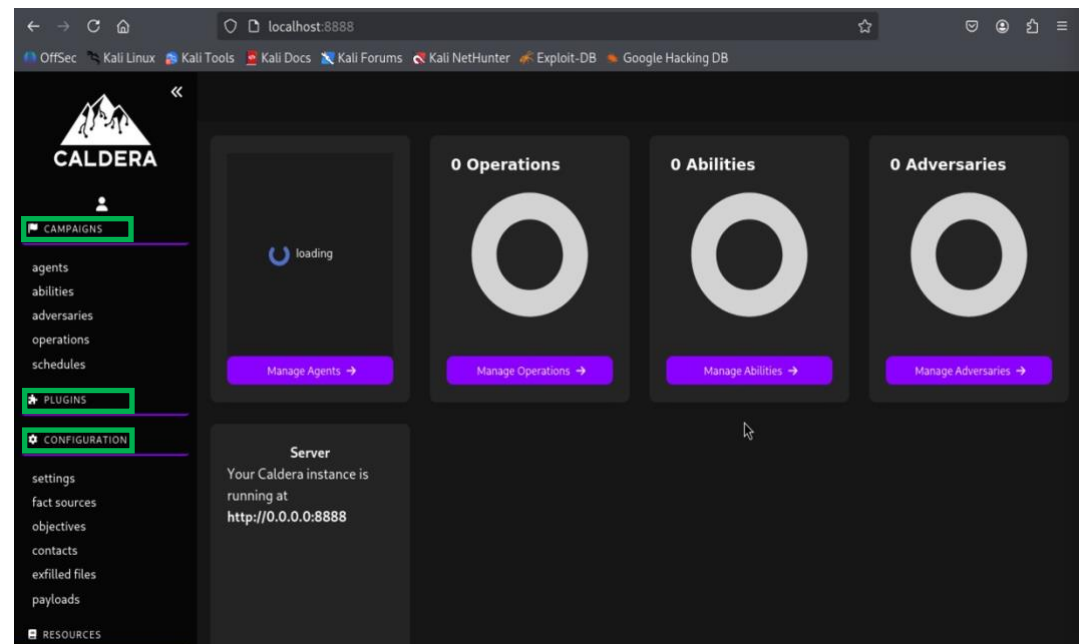 localhost:8888
OffSec Kali Linux Kali Tools Kali Docs Kali Forums Kali NetHunter Exploit-DB Google Hacking DB
CALDERA
CAMPAIGNS
agents
abilities
adversaries
operations
schedules
PLUGINS
CONFIGURATION
settings
fact sources
objectives
contacts
exfilled files
payloads
RESOURCES
loading
Manage Agents →
0 Operations
Manage Operations →
0 Abilities
Manage Abilities →
0 Adversaries
Manage Adversaries →
Server
Your Caldera instance is
running at
http://0.0.0.0:8888